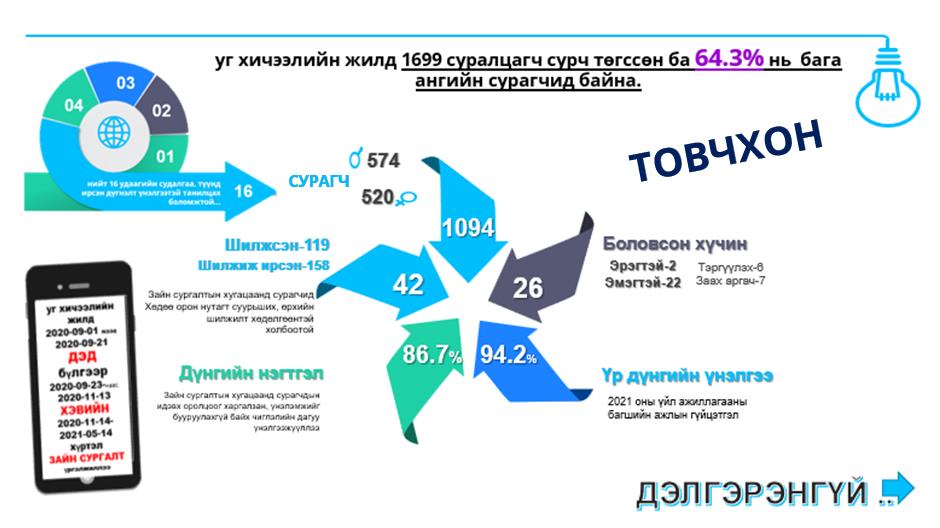 уг хичээлийн жилд 1699 суралцагч сурч төгссөн ба 64.3% нь бага
ангийн сурагчид байна.
03
04
02
01
нийт 16 удаагийн судалгаа, түүнд
ирсэн дүгнэлт үнэлгээтэй танилцах
боломжтой...
16
СУРАГЧ
574
520
ТОВЧХОН
1094
Шилжсэн-119
Шилжиж ирсэн-158
42
Зайн сургалтын хугацаанд сурагчид
Хөдөө орон нутагт суурьших, өрхийн
шилжилт хөдөлгөөнтэй
холбоотой
26
Боловсон хүчин
Эрэгтэй-2
Эмэгтэй-22
Тэргүүлэх-6
Заах аргач-7
86.7%
Дүнгийн нэгтгэл
Зайн сургалтын хугацаанд сурагчдын
идэвх оролцоог харгалзан, үнэлэмжийг
бууруулахгүй байх чиглэлийн дагуу
үнэлгээжүүллээ
94.2%
Үр дүнгийн үнэлгээ
2021 оны үйл ажиллагааны
багшийн ажлын гүйцэтгэл
уг хичээлийн
жилд
2020-09-01 ээс
2020-09-21
ДЭД
бүлгээр
2020-09-23-наас
2020-11-13
ХЭВИЙН
2020-11-14-
2021-05-14
хүртэл
ЗАЙН СУРГАЛТ
үргэлжиллээ
ДЭЛГЭРЭНГҮЙ ..